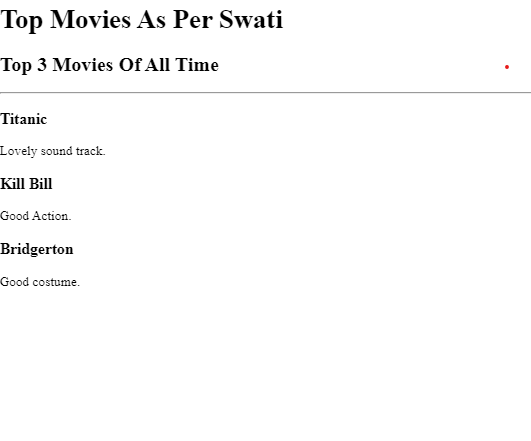 Top Movies As Per Swati
Top 3 Movies Of All Time
Titanic
Lovely sound track.
Kill Bill
Good Action.
Bridgerton
Good costume.